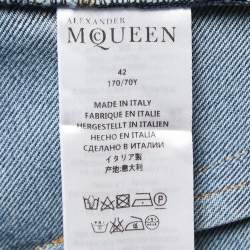 ALEXANDER
McQUEEN
42
170/70Y
MADE IN ITALY
FABRIQUE EN ITALIE
HERGESTELLT IN ITALIEN
HECHO EN ITALIA
СДЕЛАНО В ИТАЛИИ
イタリア製
产地:意大利